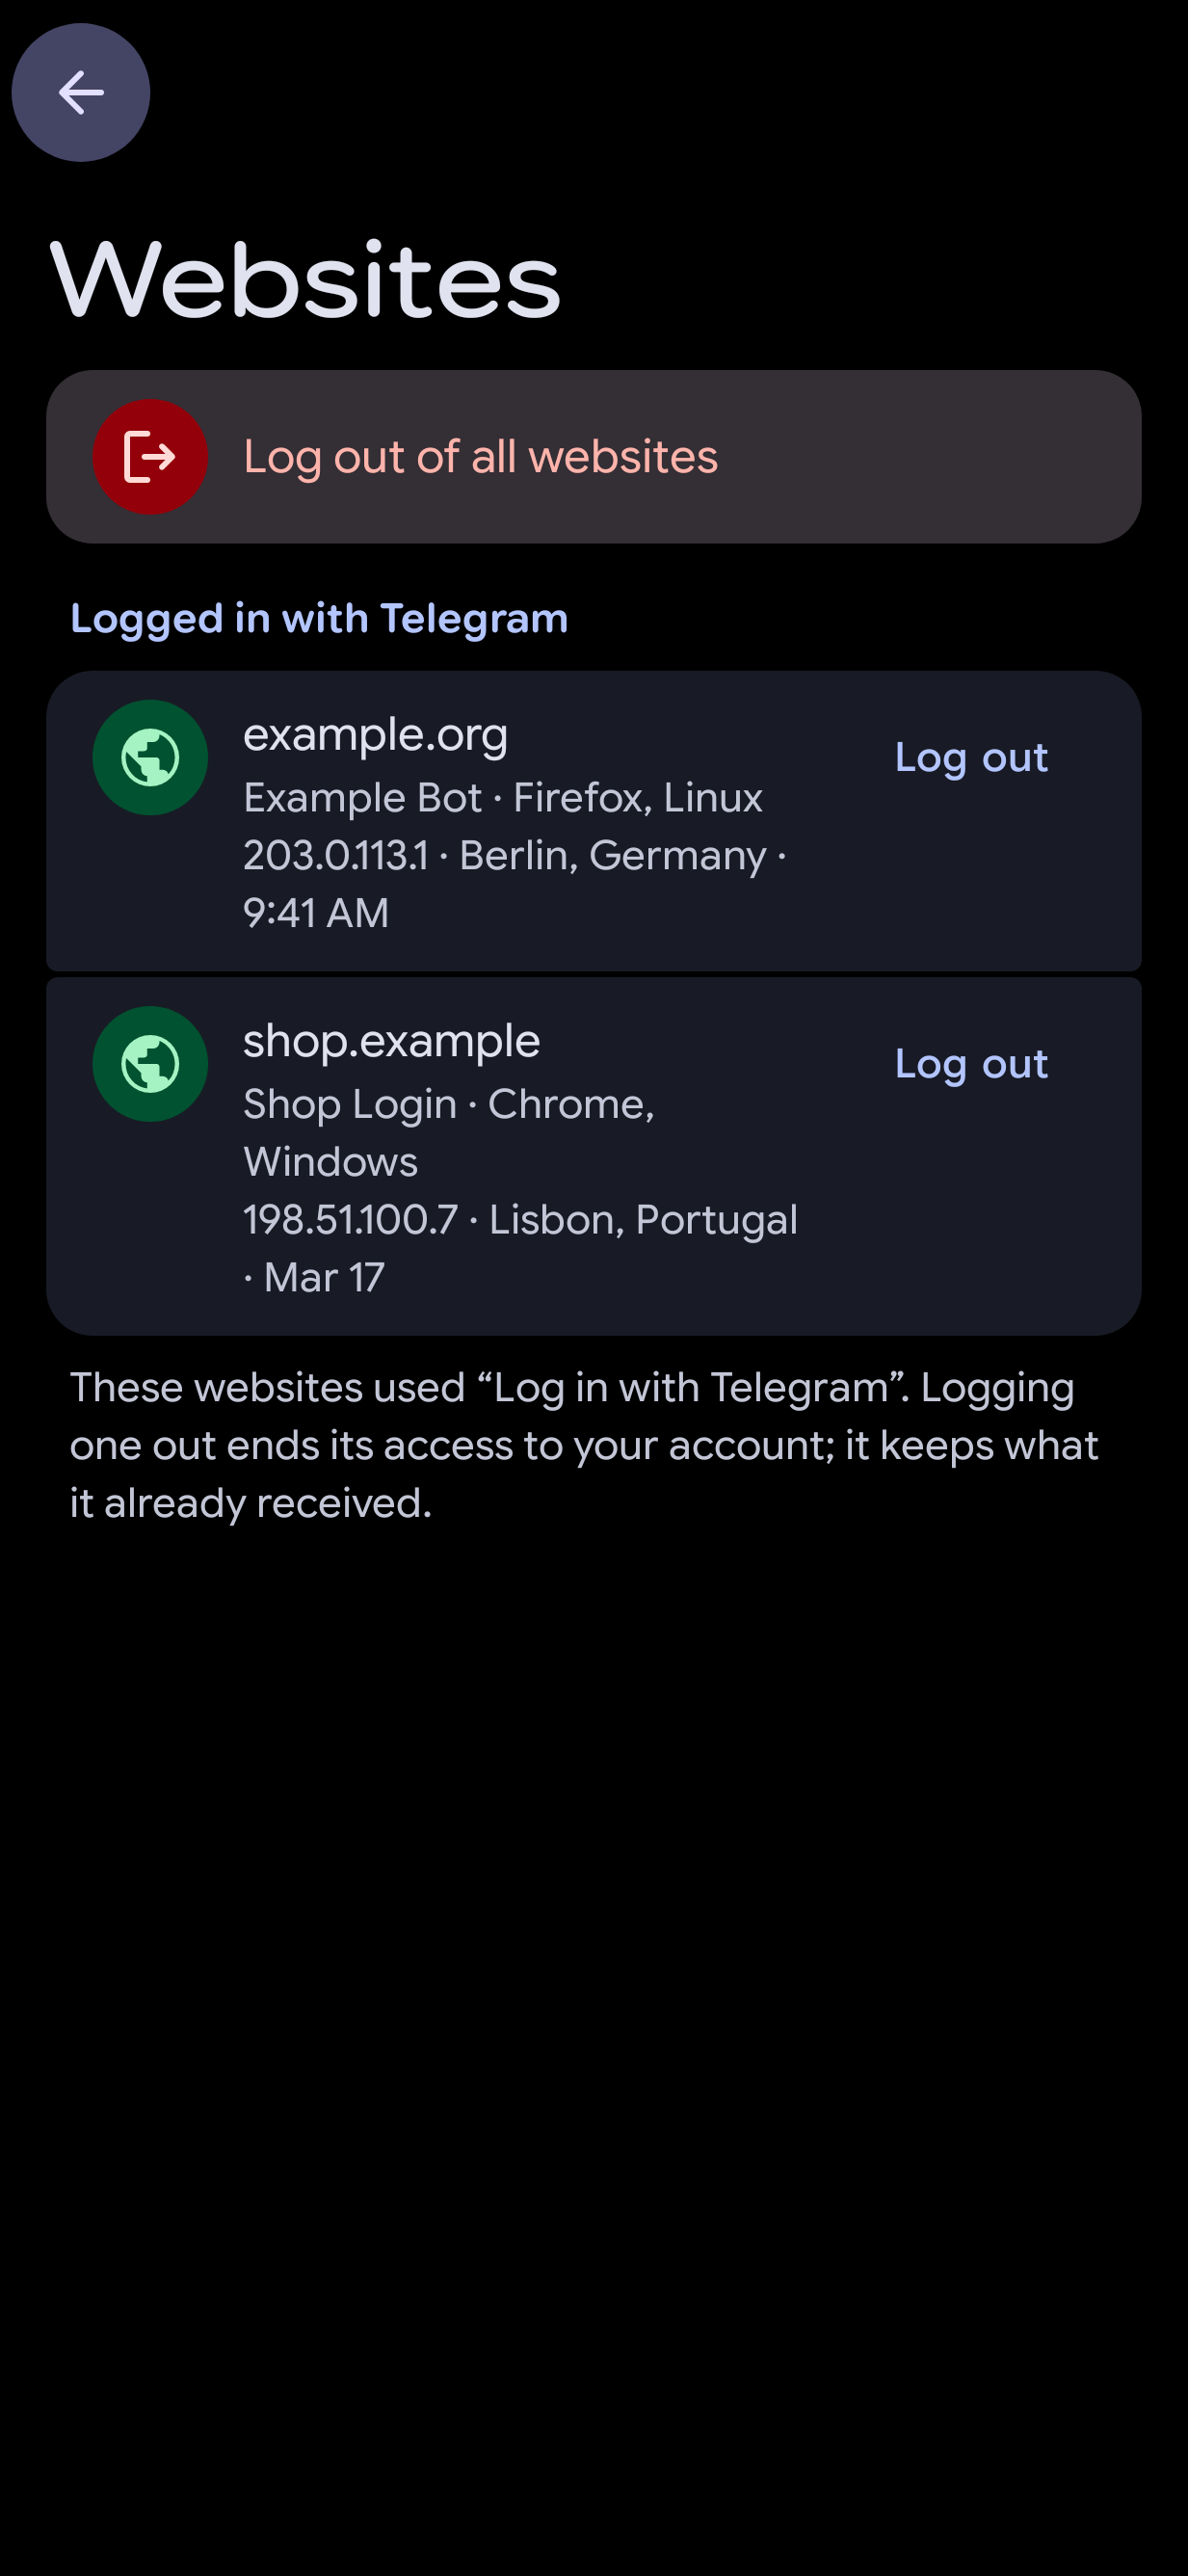 Websites
Log out of all websites
Logged in with Telegram
example.org
Log out
Example Bot · Firefox, Linux
203.0.113.1 · Berlin, Germany ·
9:41 AM
shop.example
Log out
Shop Login · Chrome,
Windows
198.51.100.7 · Lisbon, Portugal
· Mar 17
These websites used “Log in with Telegram”. Logging
one out ends its access to your account; it keeps what
it already received.